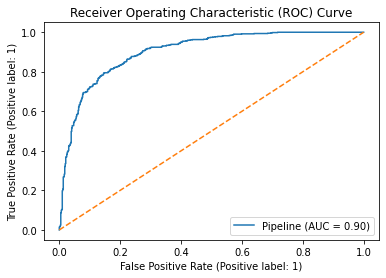 Receiver Operating Characteristic (ROC) Curve
True Positive Rate (Positive label: 1)
1.0
0.8
0.6
0.4
0.2
0.0
Pipeline (AUC = 0.90)
0.0 0.2 0.4 0.6 0.8 1.0
False Positive Rate (Positive label: 1)